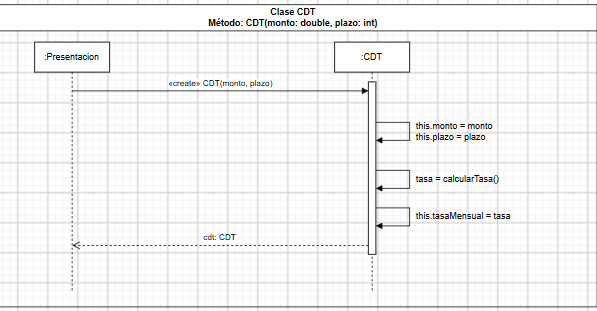 Clase CDT
Método: CDT(monto: double, plazo: int)
:Presentacion
:CDT
«create» CDT(monto, plazo)
this.monto = monto
this.plazo = plazo
tasa = calcularTasa()
this.tasaMensual = tasa
cdt: CDT